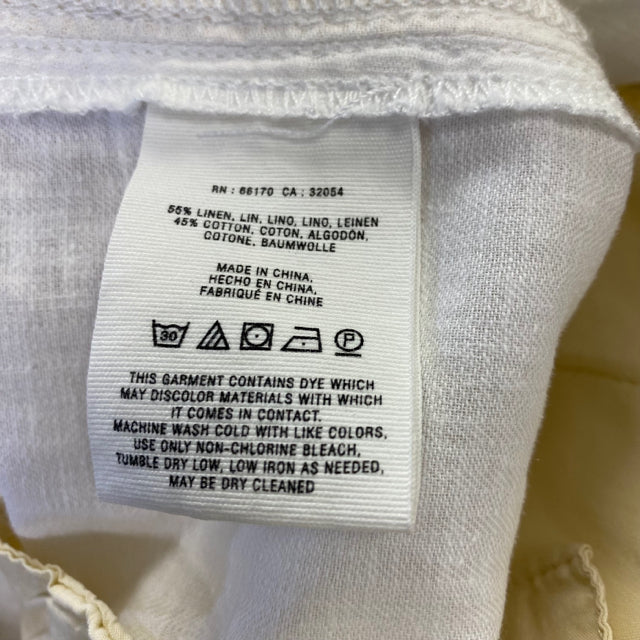 RN : 66170 CA : 32054
55% LINEN, LIN, LINO, LINO, LEINEN
45% COTTON, COTON, ALGODÓN,
COTONE, BAUMWOLLE
MADE IN CHINA,
HECHO EN CHINA,
FABRIQUÉ EN CHINE
30 P
THIS GARMENT CONTAINS DYE WHICH
MAY DISCOLOR MATERIALS WITH WHICH
IT COMES IN CONTACT.
MACHINE WASH COLD WITH LIKE COLORS,
USE ONLY NON-CHLORINE BLEACH,
TUMBLE DRY LOW, LOW IRON AS NEEDED,
MAY BE DRY CLEANED